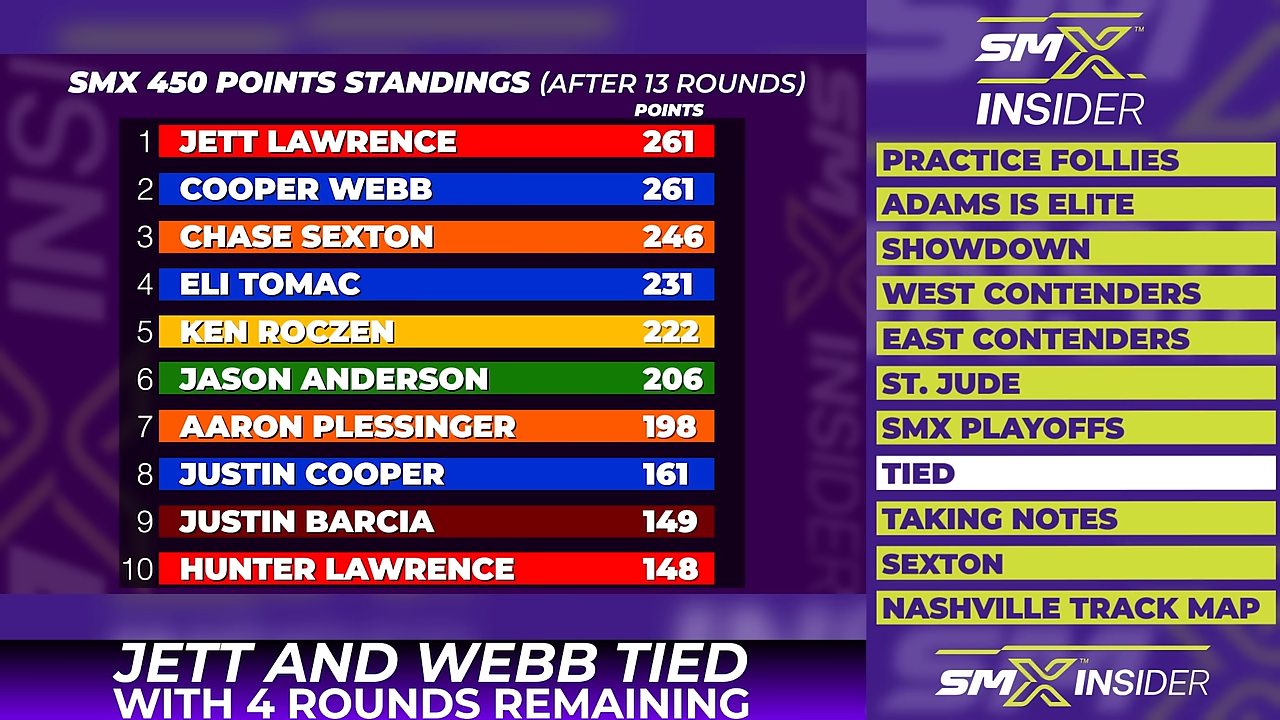 SMX 450 POINTS STANDINGS (AFTER 13 ROUNDS)
POINTS
1 JETT LAWRENCE 261
2 COOPER WEBB 261
3 CHASE SEXTON 246
4 ELI TOMAC 231
5 KEN ROCZEN 222
6 JASON ANDERSON 206
7 AARON PLESSINGER 198
8 JUSTIN COOPER 161
9 JUSTIN BARCIA 149
10 HUNTER LAWRENCE 148
JETT AND WEBB TIED
WITH 4 ROUNDS REMAINING
SMX™
INSIDER
PRACTICE FOLLIES
ADAMS IS ELITE
SHOWDOWN
WEST CONTENDERS
EAST CONTENDERS
ST. JUDE
SMX PLAYOFFS
TIED
TAKING NOTES
SEXTON
NASHVILLE TRACK MAP
SMX™ INSIDER